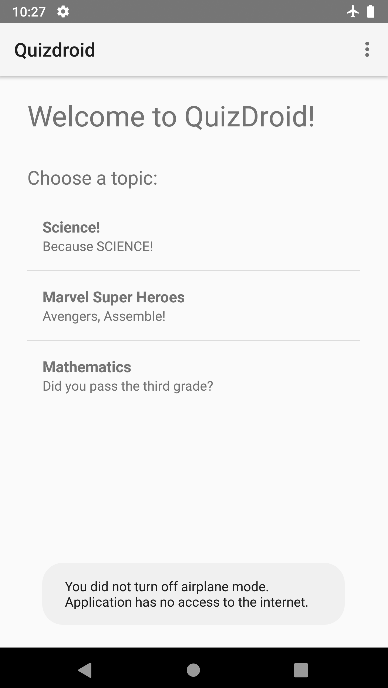 10:27
Quizdroid
Welcome to QuizDroid!
Choose a topic:
Science!
Because SCIENCE!
Marvel Super Heroes
Avengers, Assemble!
Mathematics
Did you pass the third grade?
You did not turn off airplane mode.
Application has no access to the internet.